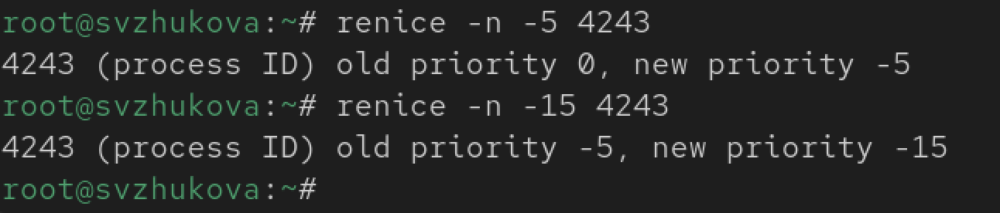 root@svzhukova:~# renice -n -5 4243
4243 (process ID) old priority 0, new priority -5
root@svzhukova:~# renice -n -15 4243
4243 (process ID) old priority -5, new priority -15
root@svzhukova:~#